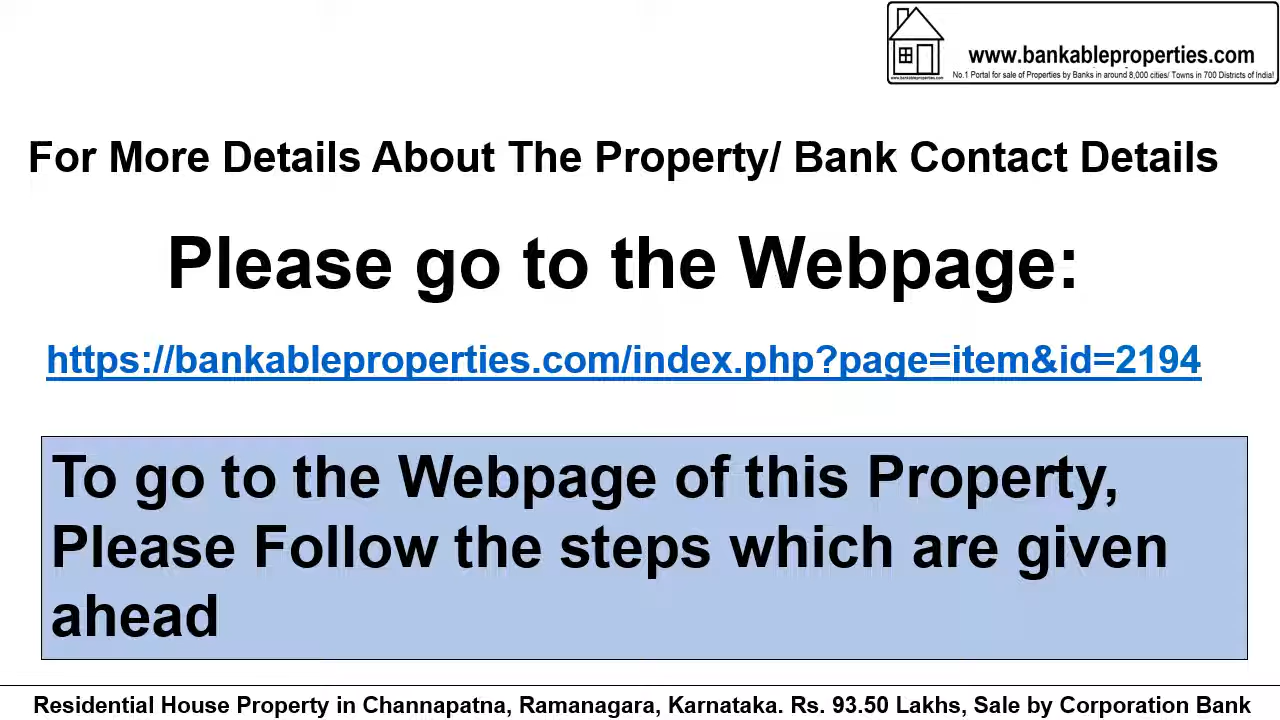 www.bankableproperties.com
No.1 Portal for sale of Properties by Banks in around 8,000 cities/ Towns in 700 Districts of India!
www.bankableproperties.com
For More Details About The Property/ Bank Contact Details
Please go to the Webpage:
https://bankableproperties.com/index.php?page=item&id=2194
To go to the Webpage of this Property,
Please Follow the steps which are given
ahead
Residential House Property in Channapatna, Ramanagara, Karnataka. Rs. 93.50 Lakhs, Sale by Corporation Bank